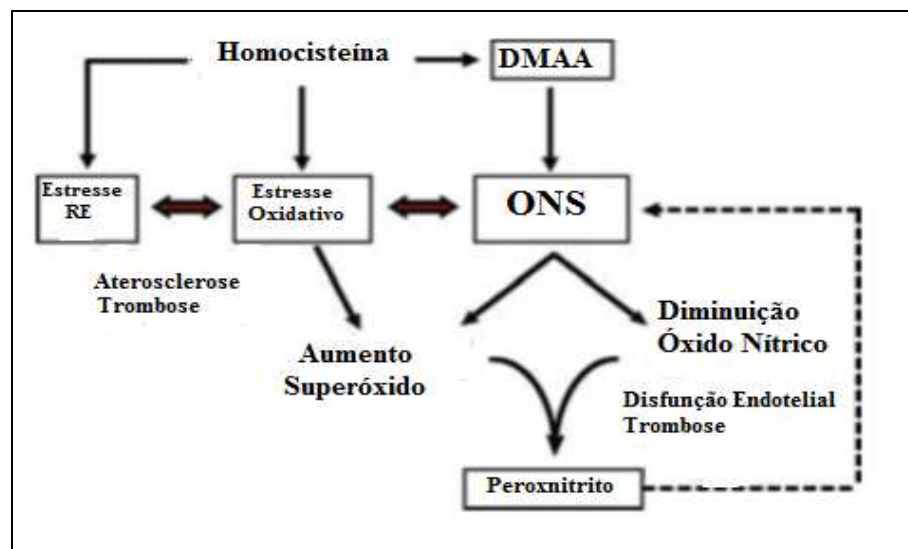 Homocisteína
DMAA
Estresse
RE
Estresse
Oxidativo
ONS
Aterosclerose
Trombose
Aumento
Superóxido
Diminuição
Óxido Nítrico
Disfunção Endotelial
Trombose
Peroxnitrito